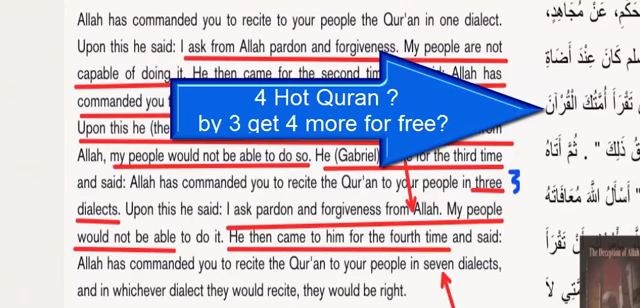 Allah has commanded you to recite to your people the Qur'an in one dialect.
Upon this he said: I ask from Allah pardon and forgiveness. My people are not
capable of doing it. He then came for the second tim Allah has
commanded you t
Upon this he (the
4 Hot Quran ?
by 3 get 4 more for free?
Allah, my people would not be able to do so. He (Gabriel) for the third time
and said: Allah has commanded you to recite the Qur'an to your people in three 3
dialects. Upon this he said: I ask pardon and forgiveness from Allah. My people
would not be able to do it. He then came to him for the fourth time and said:
Allah has commanded you to recite the Qur'an to your people in seven dialects,
and in whichever dialect they would recite, they would be right.
حَكَمِ، عَنْ مُجَاهِدٍ،
سلم كَانَ عِنْدَ أَضَاةِ
تَقْرَأَ أُمَّتُكَ الْقُرْآنَ
ذَلِكَ " . ثُمَّ أَتَاهُ
أَسْأَلُ اللَّهَ مُعَافَاتَهُ
أَنْ تَقْرَأَ
The Deception of Allah